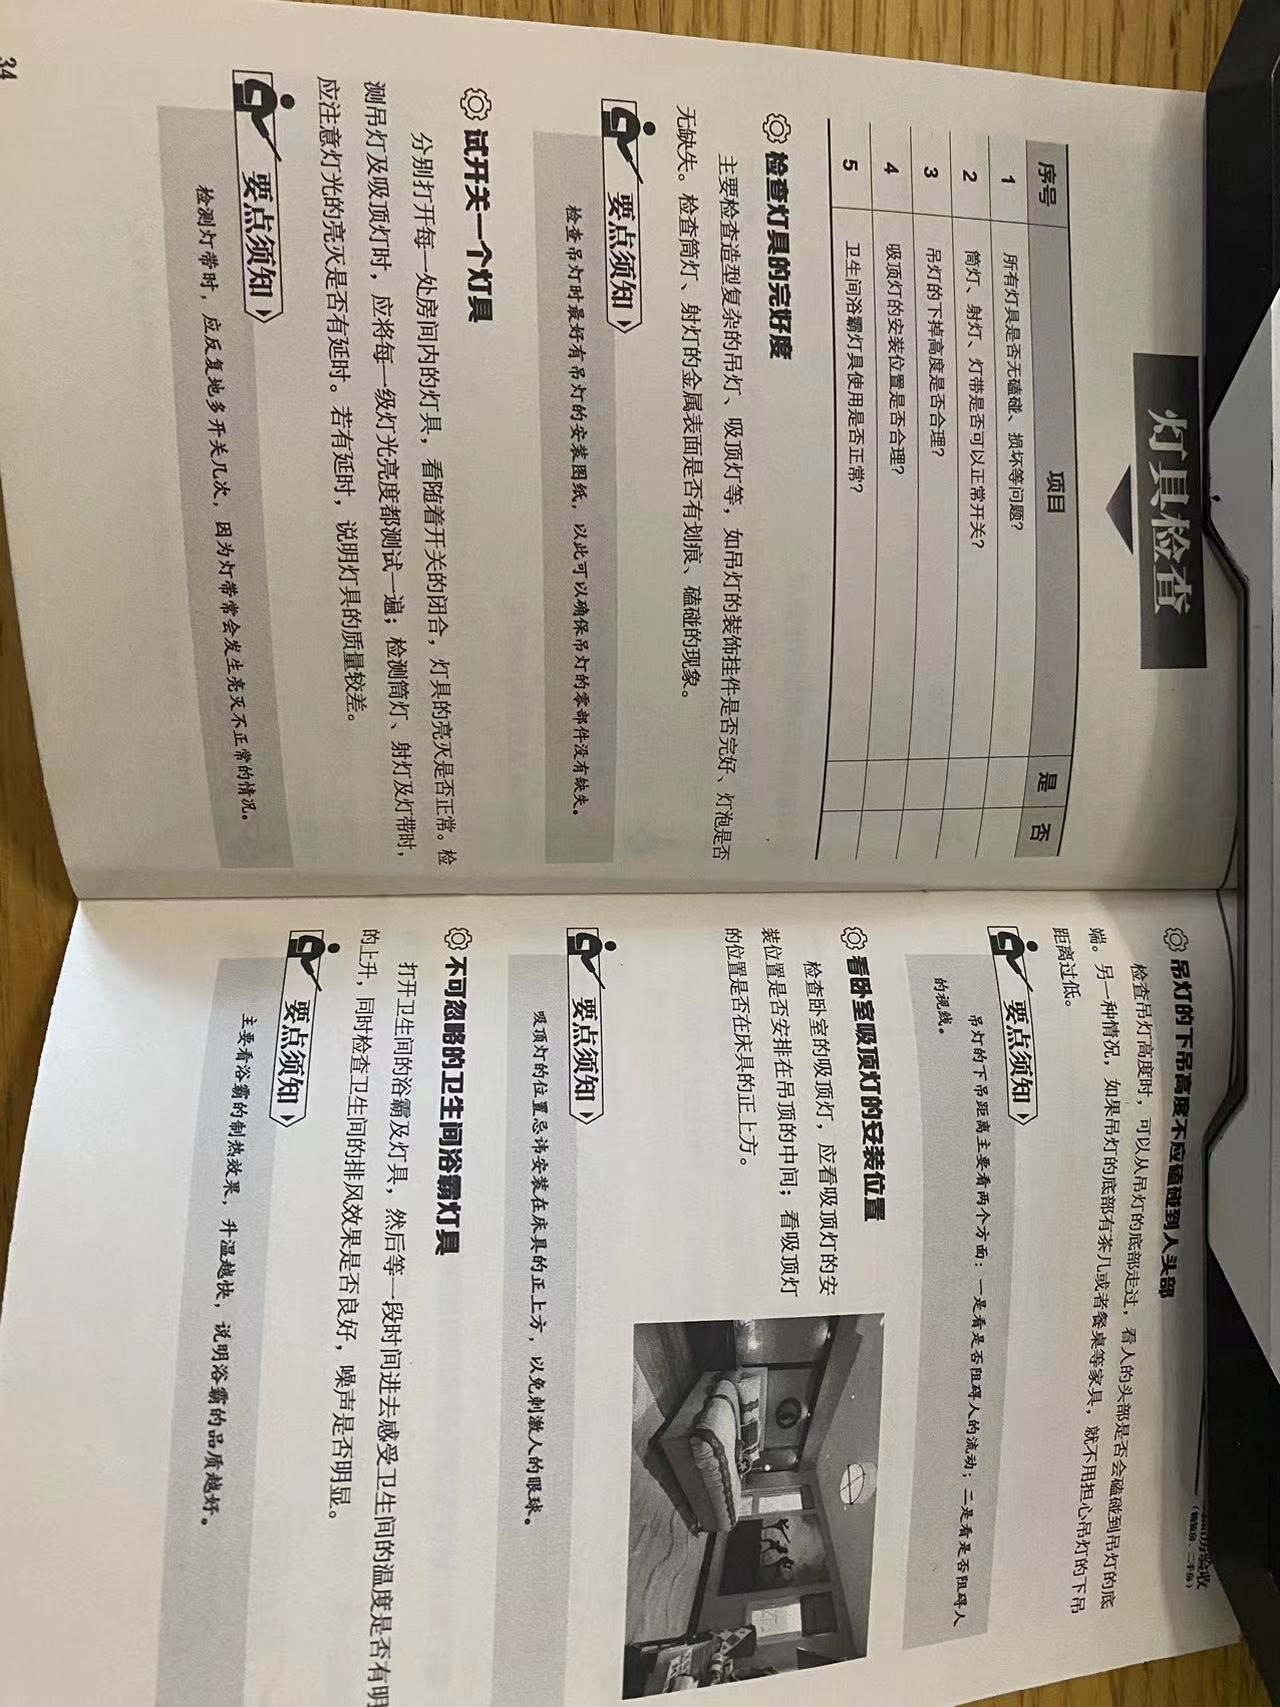 灯具检查
序号 项目 是 否
1 所有灯具是否无磕碰、损坏等问题?
2 筒灯、射灯、灯带是否可以正常开关?
3 吊灯的下掉高度是否合理?
4 吸顶灯的安装位置是否合理?
5 卫生间浴霸灯具使用是否正常?
检查灯具的完好度
主要检查造型复杂的吊灯、吸顶灯等，如吊灯的装饰挂件是否完好、灯泡是否
无缺失。检查筒灯、射灯的金属表面是否有划痕、磕碰的现象。
要点须知
检查吊灯时最好有吊灯的安装图纸，以此可以确保吊灯的零部件没有缺失。
试开关一个灯具
分别打开每一处房间内的灯具，看随着开关的闭合，灯具的亮灭是否正常。检
测吊灯及吸顶灯时，应将每一级灯光亮度都测试一遍；检测筒灯、射灯及灯带时，
应注意灯光的亮灭是否有延时。若有延时，说明灯具的质量较差。
要点须知
检测灯带时，应反复地多开关几次，因为灯带常会发生亮灭不正常的情况。
34
房验收
（精装房、二手房）
吊灯的下吊高度不应磕碰到人头部
检查吊灯高度时，可以从吊灯的底部走过，看人的头部是否会磕碰到吊灯的底
端。另一种情况，如果吊灯的底部有茶几或者餐桌等家具，就不用担心吊灯的下吊
距离过低。
要点须知
吊灯的下吊距离主要看两个方面：一是看是否阻碍人的流动；二是看是否阻碍人
的视线。
看卧室吸顶灯的安装位置
检查卧室的吸顶灯，应看吸顶灯的安
装位置是否安排在吊顶的中间；看吸顶灯
的位置是否在床具的正上方。
要点须知
吸顶灯的位置忌讳安装在床具的正上方，以免刺激人的眼球。
不可忽略的卫生间浴霸灯具
打开卫生间的浴霸及灯具，然后等一段时间进去感受卫生间的温度是否有明
的上升，同时检查卫生间的排风效果是否良好，噪声是否明显。
要点须知
主要看浴霸的制热效果，升温越快，说明浴霸的品质越好。